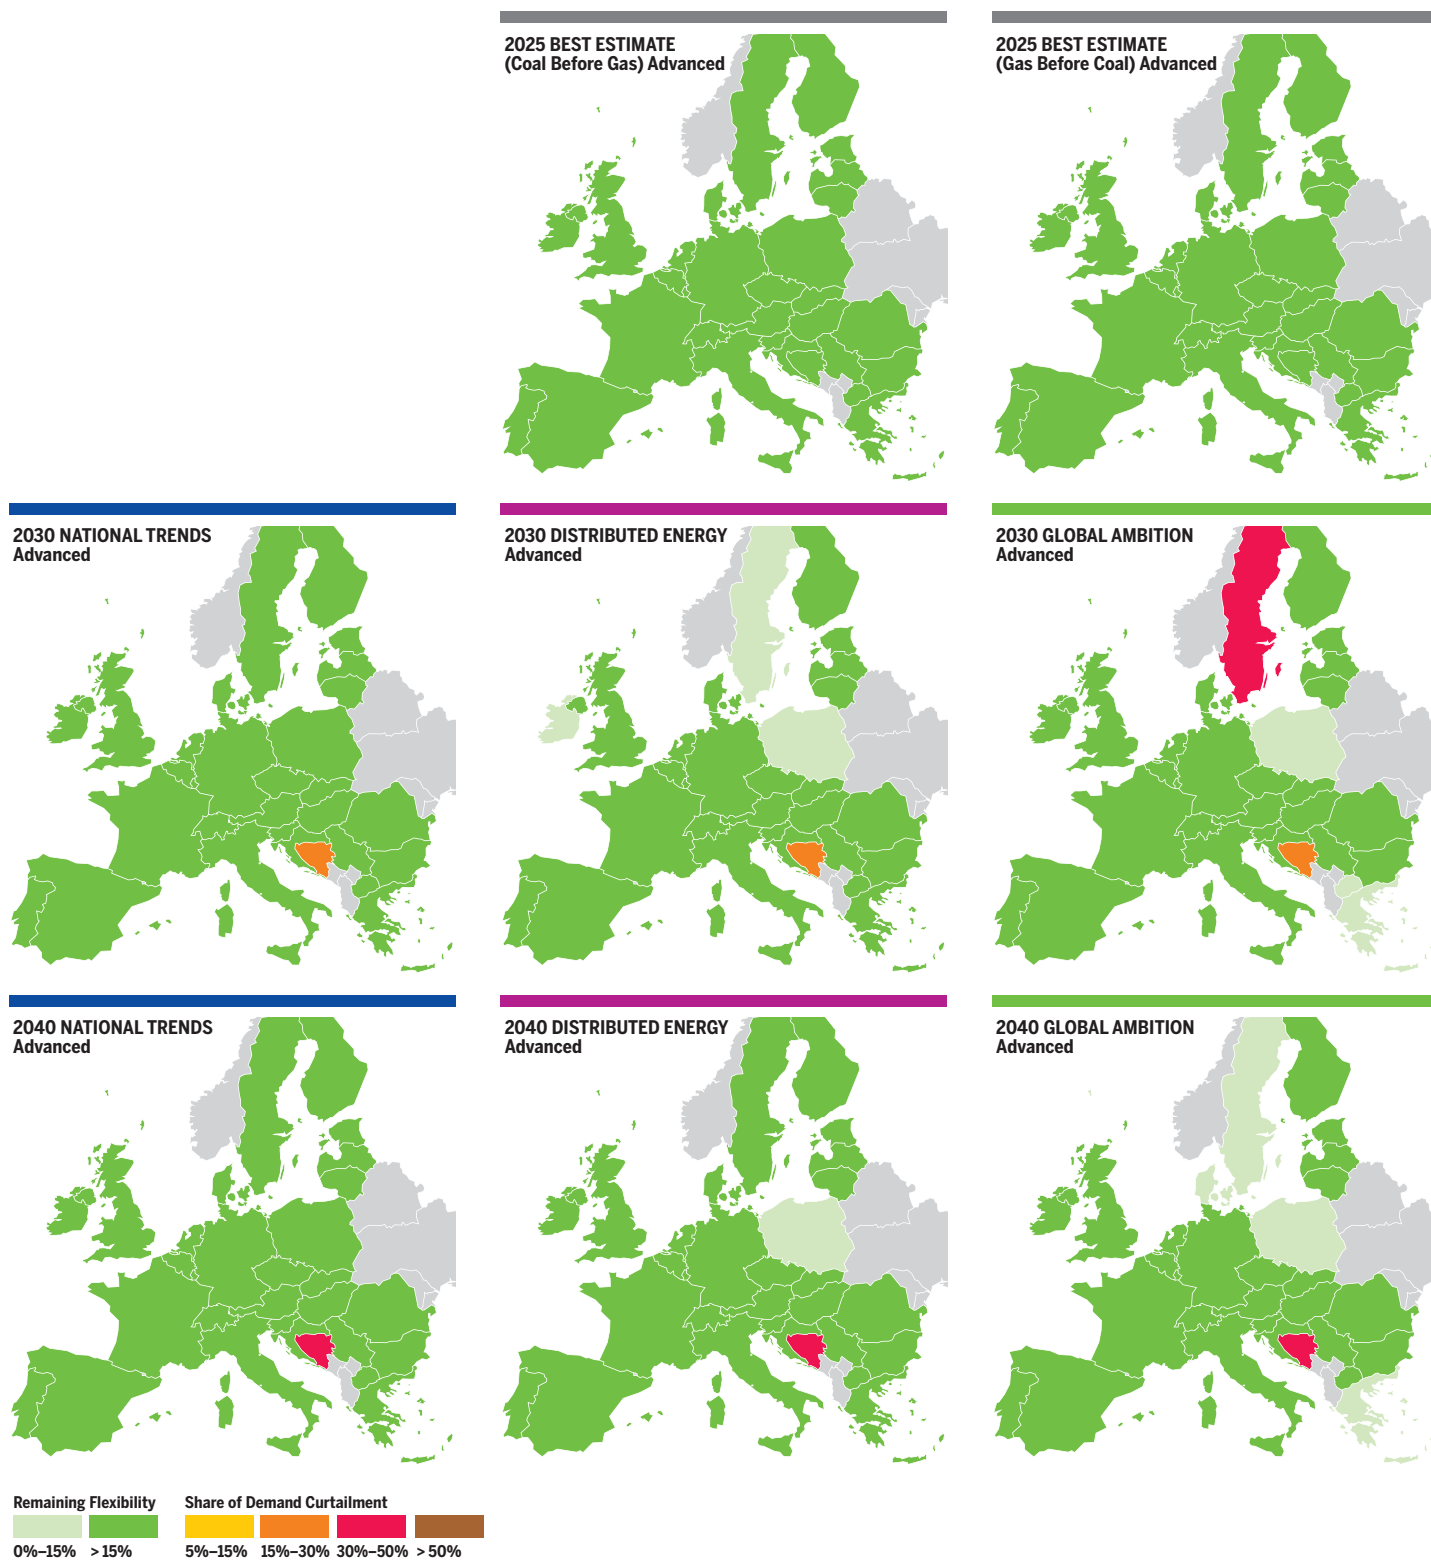 2025 BEST ESTIMATE
(Coal Before Gas) Advanced
2025 BEST ESTIMATE
(Gas Before Coal) Advanced
2030 NATIONAL TRENDS
Advanced
2030 DISTRIBUTED ENERGY
Advanced
2030 GLOBAL AMBITION
Advanced
2040 NATIONAL TRENDS
Advanced
2040 DISTRIBUTED ENERGY
Advanced
2040 GLOBAL AMBITION
Advanced
Remaining Flexibility
0%–15% > 15%
Share of Demand Curtailment
5%–15% 15%–30% 30%–50% > 50%